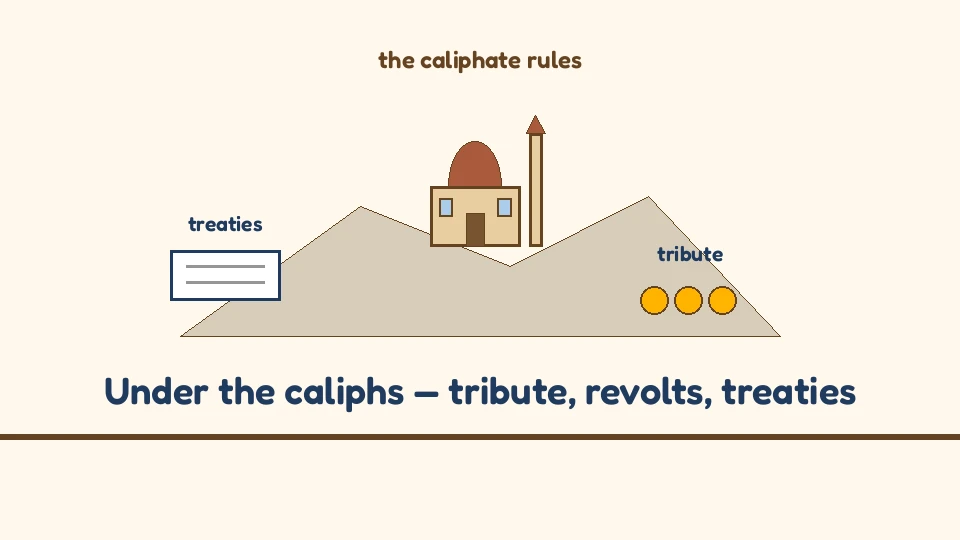 the caliphate rules
treaties
tribute
Under the caliphs — tribute, revolts, treaties